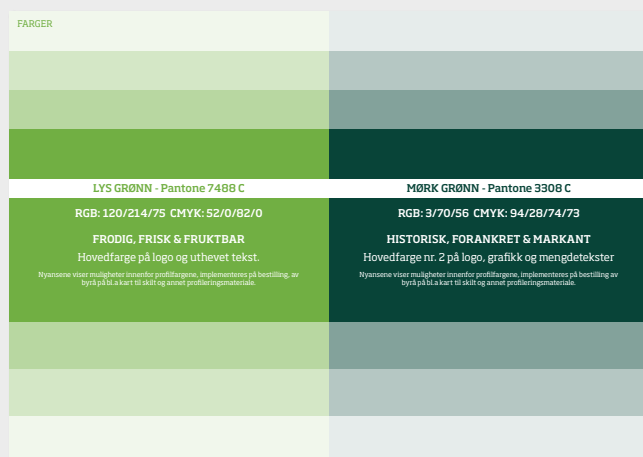 FARGER
LYS GRØNN - Pantone 7488 C
RGB: 120/214/75 CMYK: 52/0/82/0
FRODIG, FRISK & FRUKTBAR
Hovedfarge på logo og uthevet tekst.
Nyansene viser muligheter innenfor profilfargene, implementeres på bestilling, av
byrå på bl.a kart til skilt og annet profileringsmateriale.
MØRK GRØNN - Pantone 3308 C
RGB: 3/70/56 CMYK: 94/28/74/73
HISTORISK, FORANKRET & MARKANT
Hovedfarge nr. 2 på logo, grafikk og mengdetekster
Nyansene viser muligheter innenfor profilfargene, implementeres på bestilling av
byrå på bl.a kart til skilt og annet profileringsmateriale.